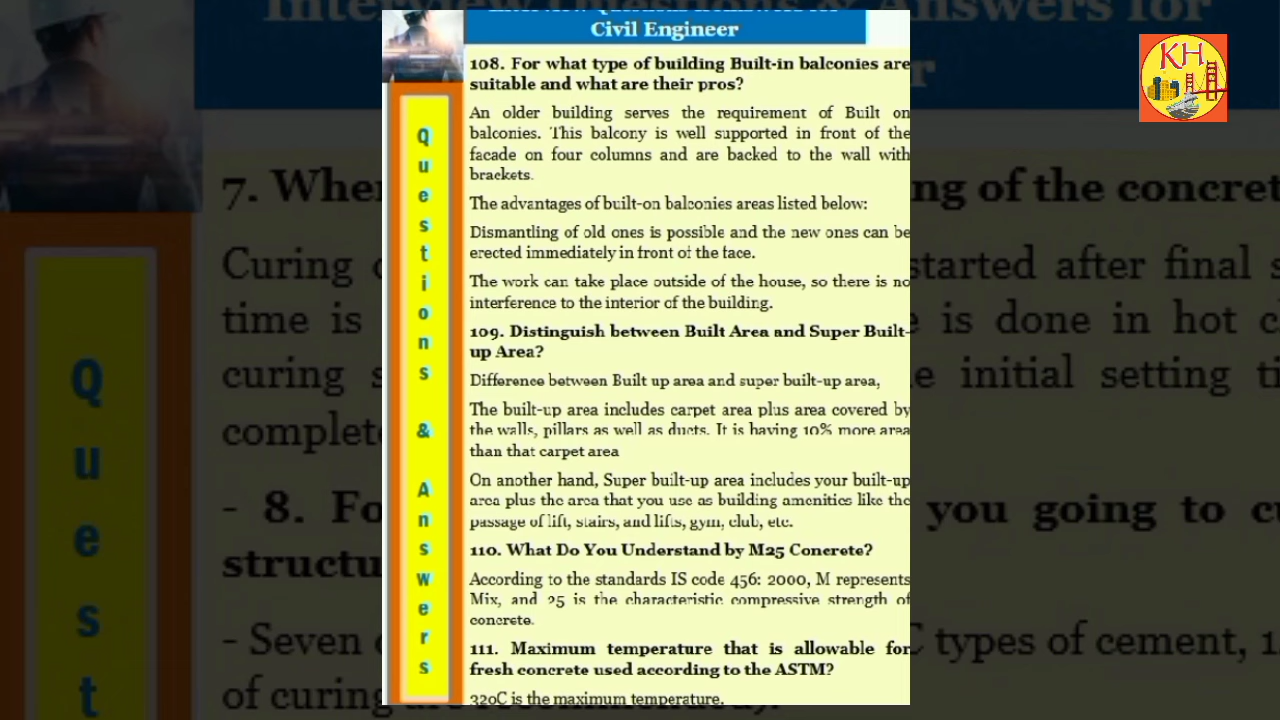 Civil Engineer
108. For what type of building Built-in balconies are
suitable and what are their pros?
An older building serves the requirement of Built on
balconies. This balcony is well supported in front of the
facade on four columns and are backed to the wall with
brackets.
The advantages of built-on balconies areas listed below:
Dismantling of old ones is possible and the new ones can be
erected immediately in front of the face.
The work can take place outside of the house, so there is no
interference to the interior of the building.
109. Distinguish between Built Area and Super Built-
up Area?
Difference between Built up area and super built-up area,
The built-up area includes carpet area plus area covered by
the walls, pillars as well as ducts. It is having 10% more area
than that carpet area
On another hand, Super built-up area includes your built-up
area plus the area that you use as building amenities like the
passage of lift, stairs, and lifts, gym, club, etc.
110. What Do You Understand by M25 Concrete?
According to the standards IS code 456: 2000, M represents
Mix, and 25 is the characteristic compressive strength of
concrete.
111. Maximum temperature that is allowable for
fresh concrete used according to the ASTM?
320C is the maximum temperature.
Questions & Answers
KH
7. Whe
ng of the concret
Curing
started after final
time is
is done in hot
curing
initial setting
complet
- 8. Fo
you going to
structu
- Seven
types of cement,
of curing
Quest